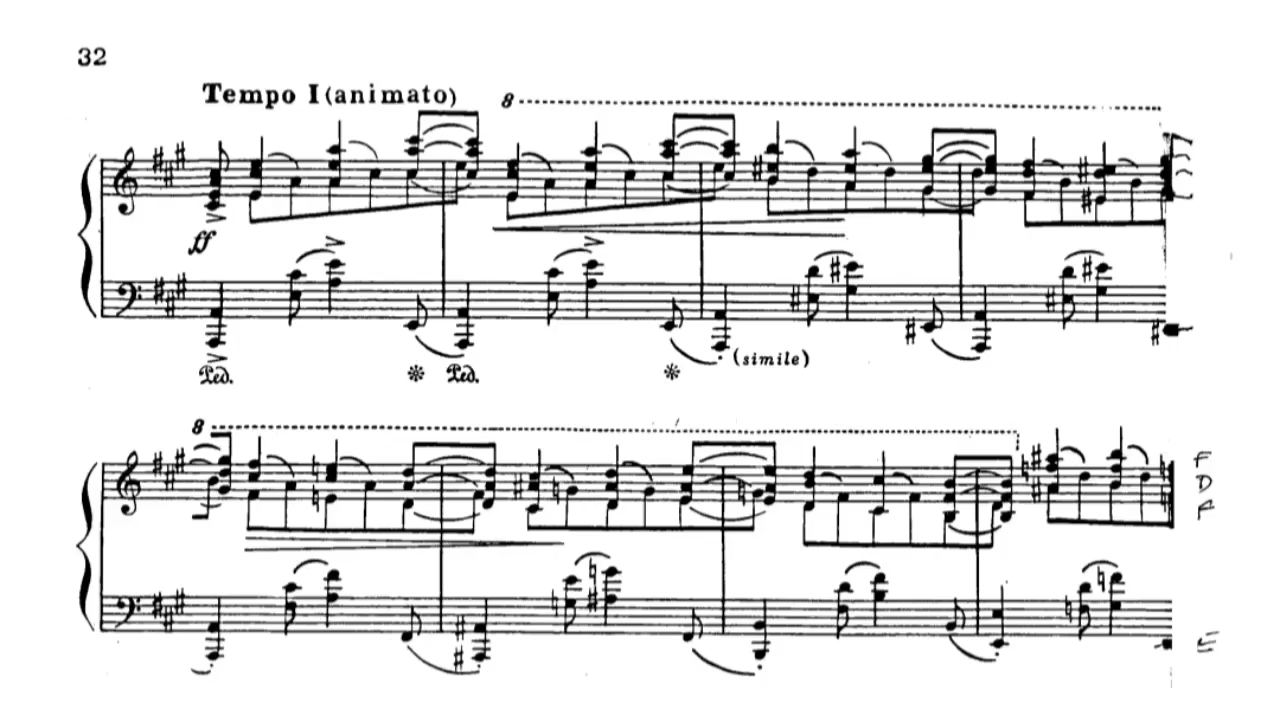 32
Tempo I (animato)
8
ff
Ped. Ped.
(simile)
8
F
D
E